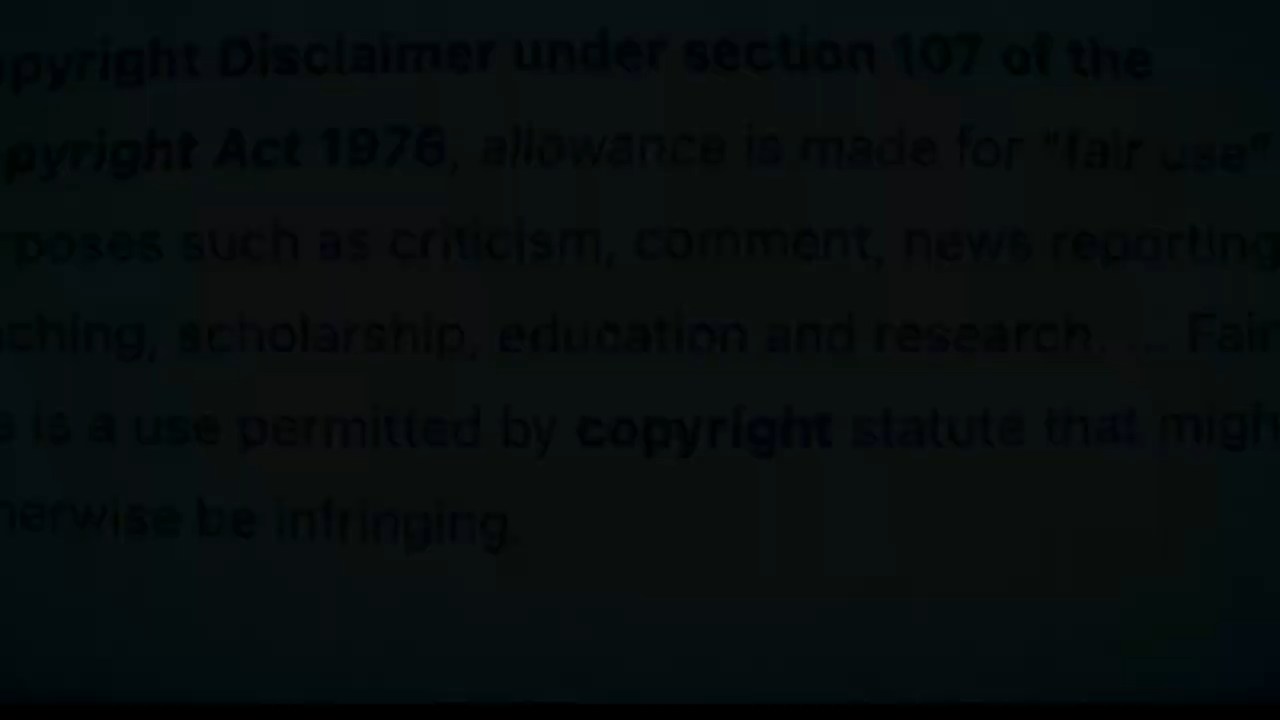 opyright Disclaimer under section 107 of the
pyright Act 1976, allowance is made for "fair use"
rposes such as criticism, comment, news reporting
aching, scholarship, education and research. ... Fair
e is a use permitted by copyright statute that migh
herwise be infringing.